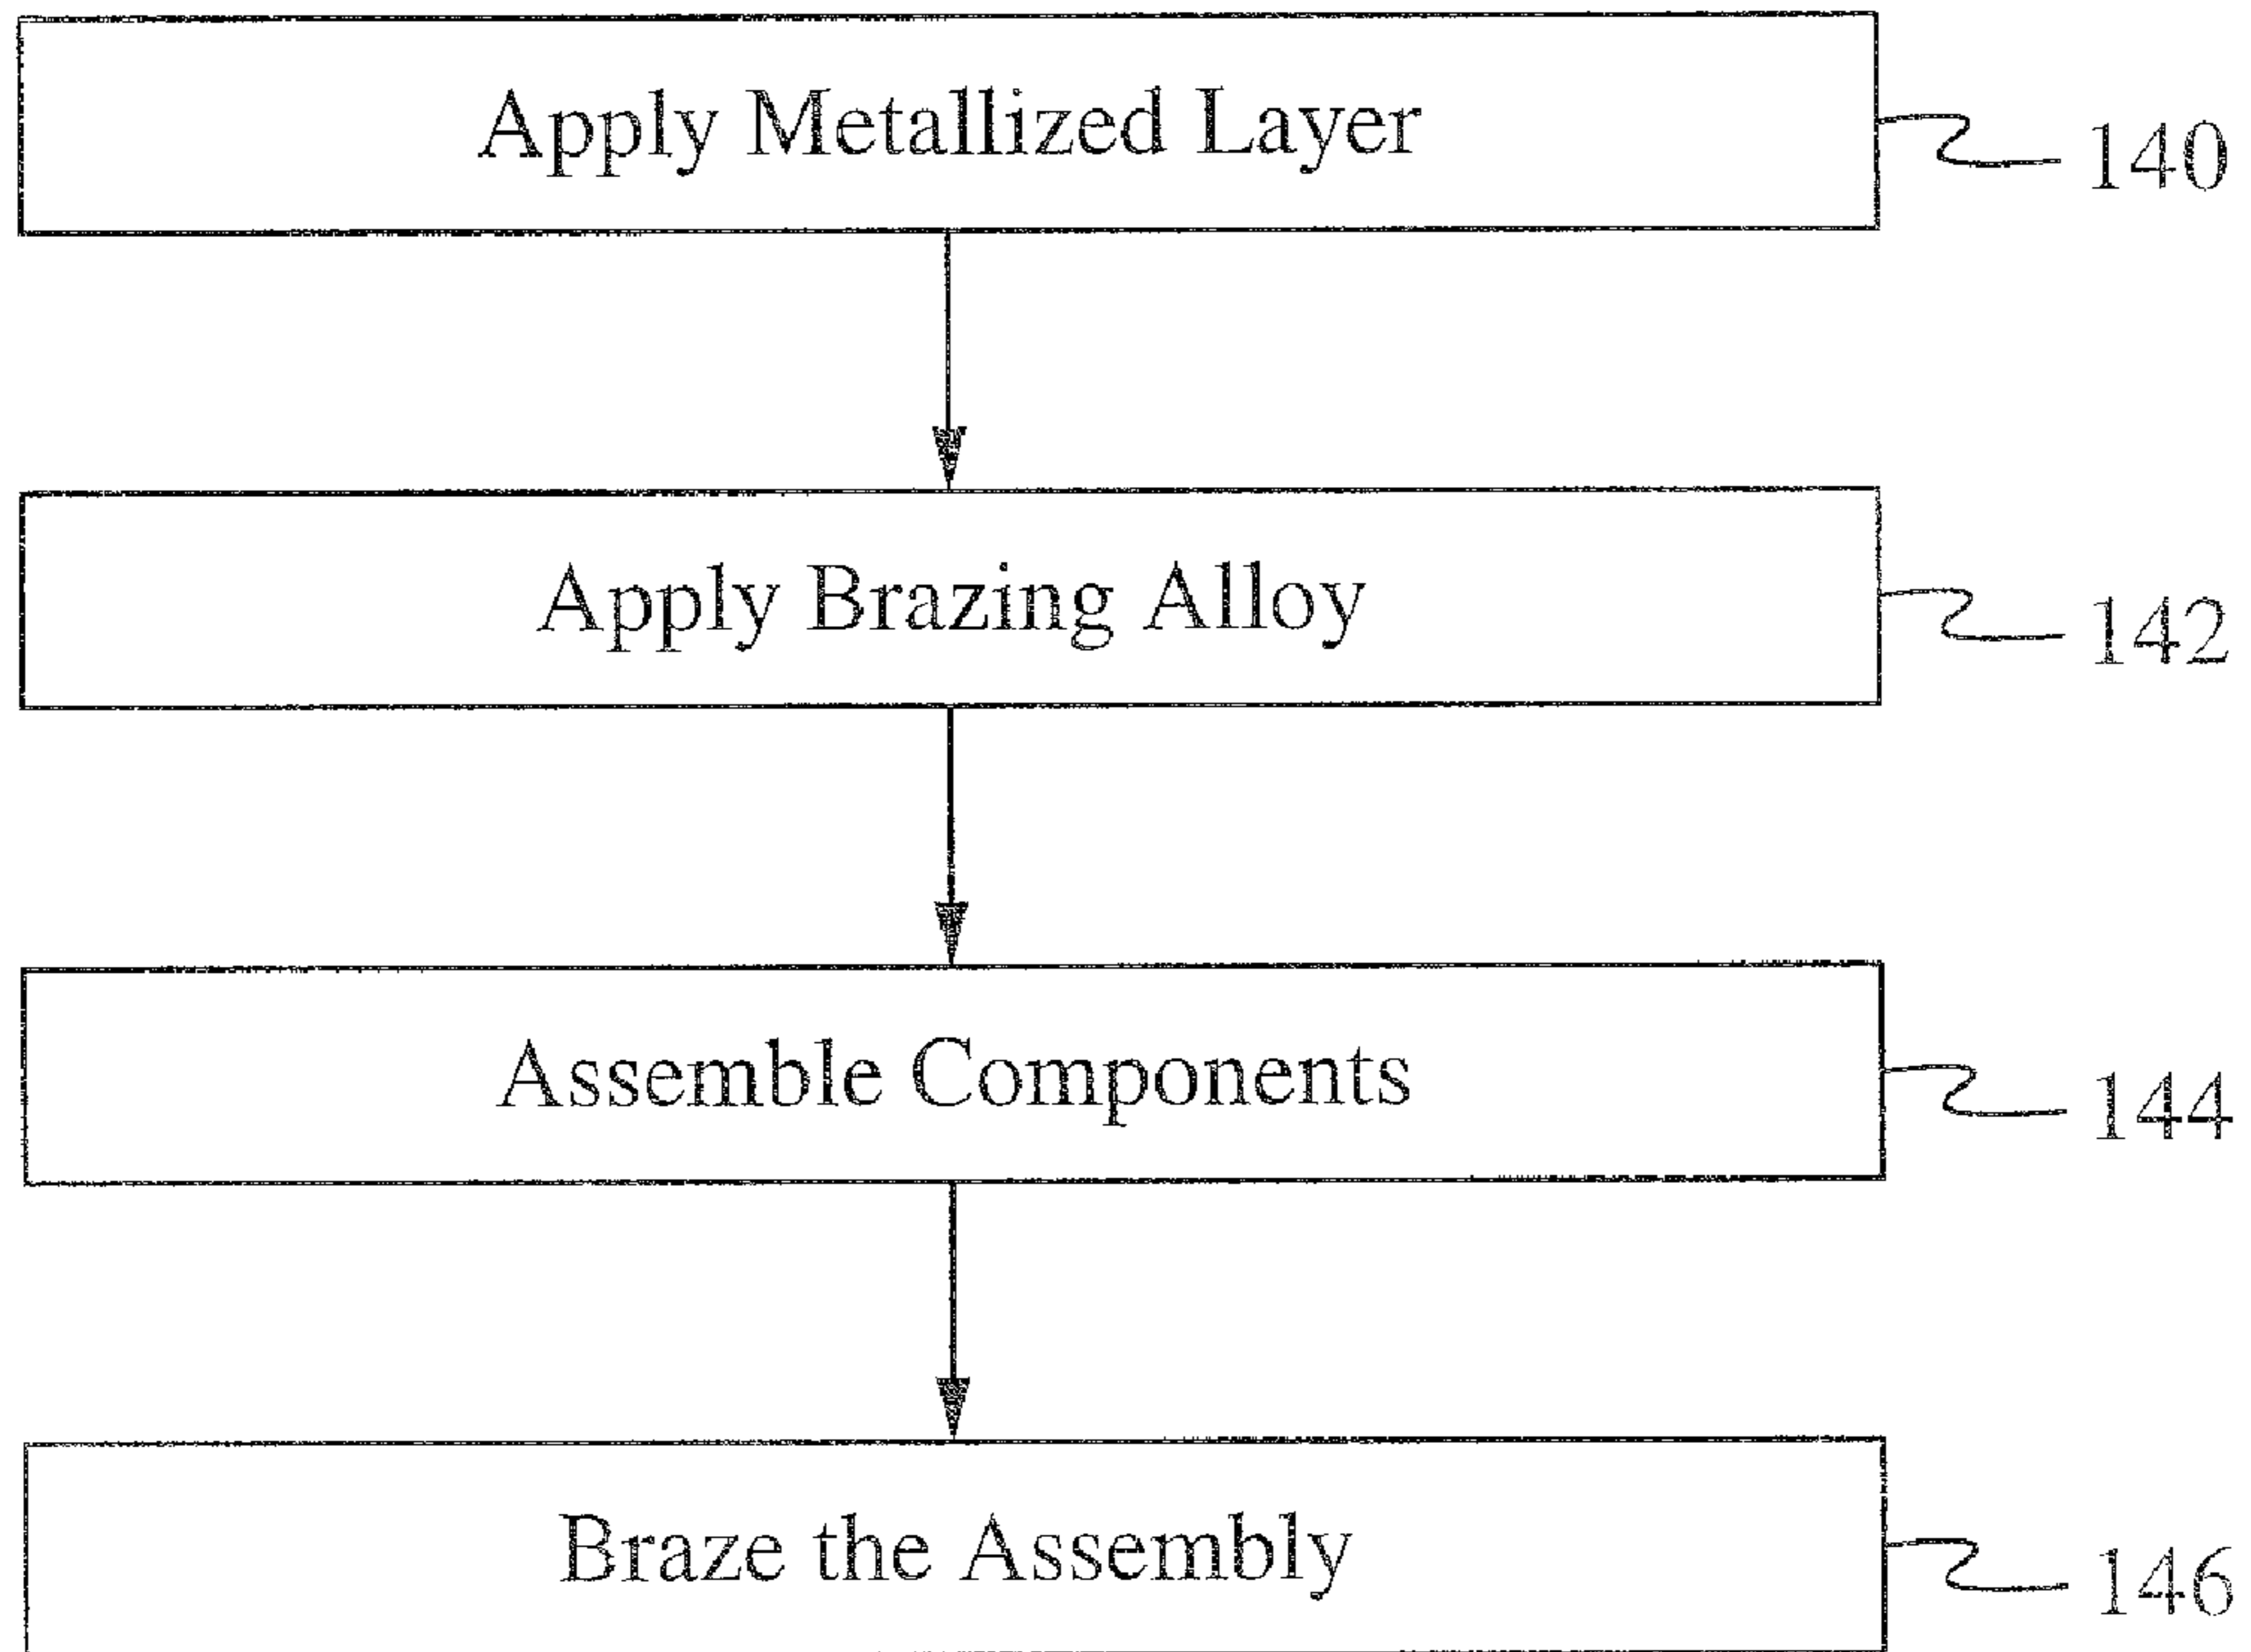 Apply Metallized Layer
140
Apply Brazing Alloy
142
Assemble Components
144
Braze the Assembly
146